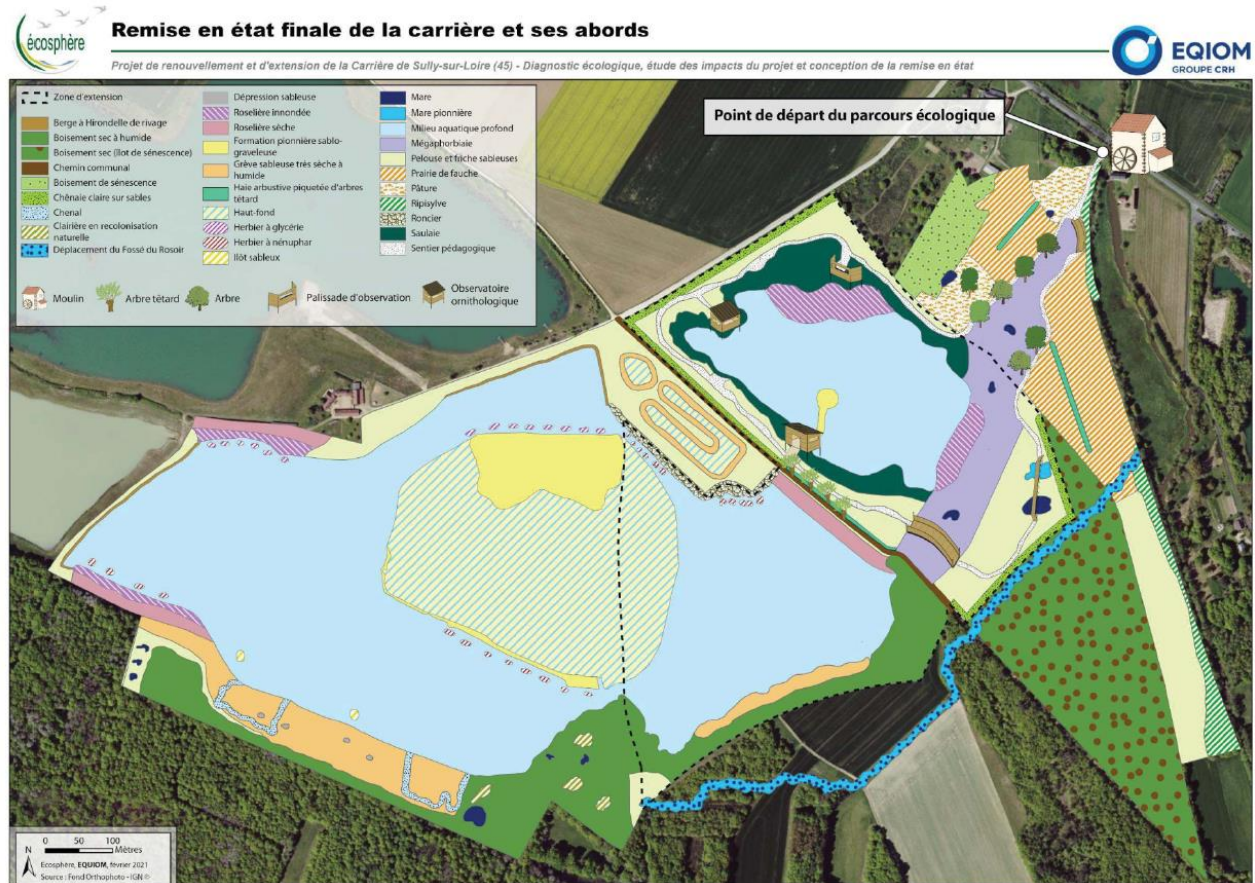 écosphère
Remise en état finale de la carrière et ses abords
Projet de renouvellement et d'extension de la Carrière de Sully-sur-Loire (45) - Diagnostic écologique, étude des impacts du projet et conception de la remise en état
EQIOM
GROUPE CRH
Zone d'extension
Berge à Hirondelle de rivage
Boisement sec à humide
Boisement sec (îlot de sénescence)
Chemin communal
Boisement de sénescence
Chênaie claire sur sables
Chenal
Clairière en recolonisation
naturelle
Déplacement du Fossé du Rosoir
Dépression sableuse
Roselière innondée
Roselière sèche
Formation pionnière sablo-
graveleuse
Grève sableuse très sèche à
humide
Haie arbustive piquetée d'arbres
tétard
Haut-fond
Herbier à glycérie
Herbier à nénuphar
Ilôt sableux
Mare
Mare pionnière
Milieu aquatique profond
Mégaphorbiaie
Pelouse et friche sableuses
Prairie de fauche
Pâture
Ripisylve
Roncier
Saulaie
Sentier pédagogique
Moulin
Arbre tétard
Arbre
Palissade d'observation
Observatoire
ornithologique
Point de départ du parcours écologique
N
0 50 100
Mètres
Ecosphère, EQUIOM, février 2021
Source : Fond Orthophoto - IGN ©